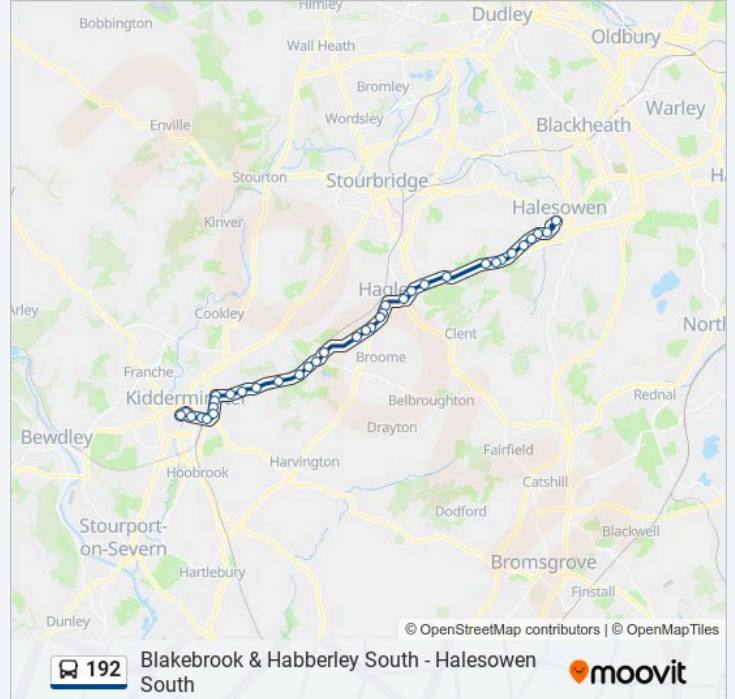 Himley
Bobbington
Dudley
Oldbury
Wall Heath
Bromley
Warley
Wordsley
Enville
Blackheath
Stourton
Stourbridge
H
Halesowen
Kinver
Hagle
Arley
Cookley
North
Clent
Franche
Broome
Kidderminster
Belbroughton
Rednal
Drayton
Bewdley
Fairfield
Harvington
Hoobrook
Catshill
Dodford
Stourport-
on-Severn
Blackwell
Bromsgrove
Hartlebury
Finstall
Dunley
© OpenStreetMap contributors | © OpenMapTiles
192
Blakebrook & Habberley South - Halesowen
South
moovit